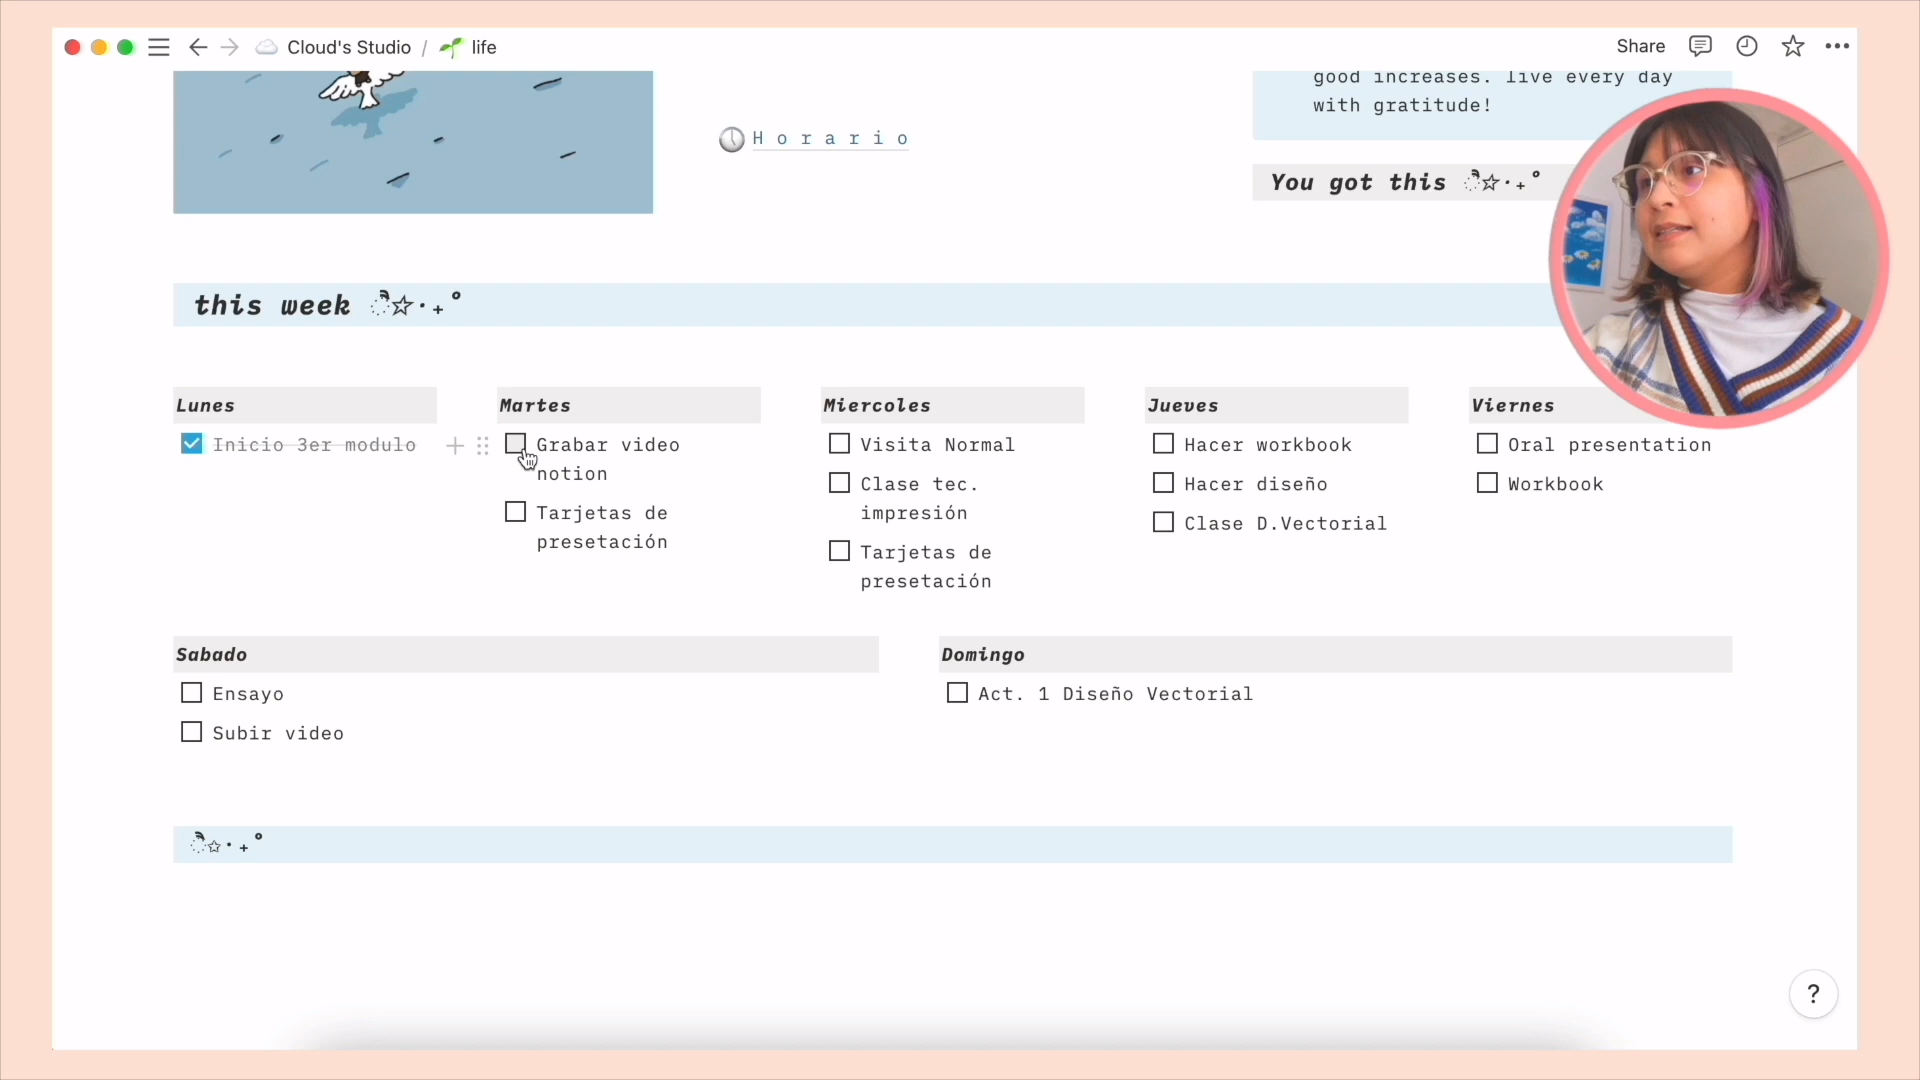 Cloud's Studio / life
Share
good increases. live every day
with gratitude!
Horario
You got this ੈ✩‧₊˚
this week ੈ✩‧₊˚
Lunes
Inicio 3er modulo
Martes
Grabar video
notion
Tarjetas de
presetación
Miercoles
Visita Normal
Clase tec.
impresión
Tarjetas de
presetación
Jueves
Hacer workbook
Hacer diseño
Clase D.Vectorial
Viernes
Oral presentation
Workbook
Sabado
Ensayo
Subir video
Domingo
Act. 1 Diseño Vectorial
ੈ✩‧₊˚
?